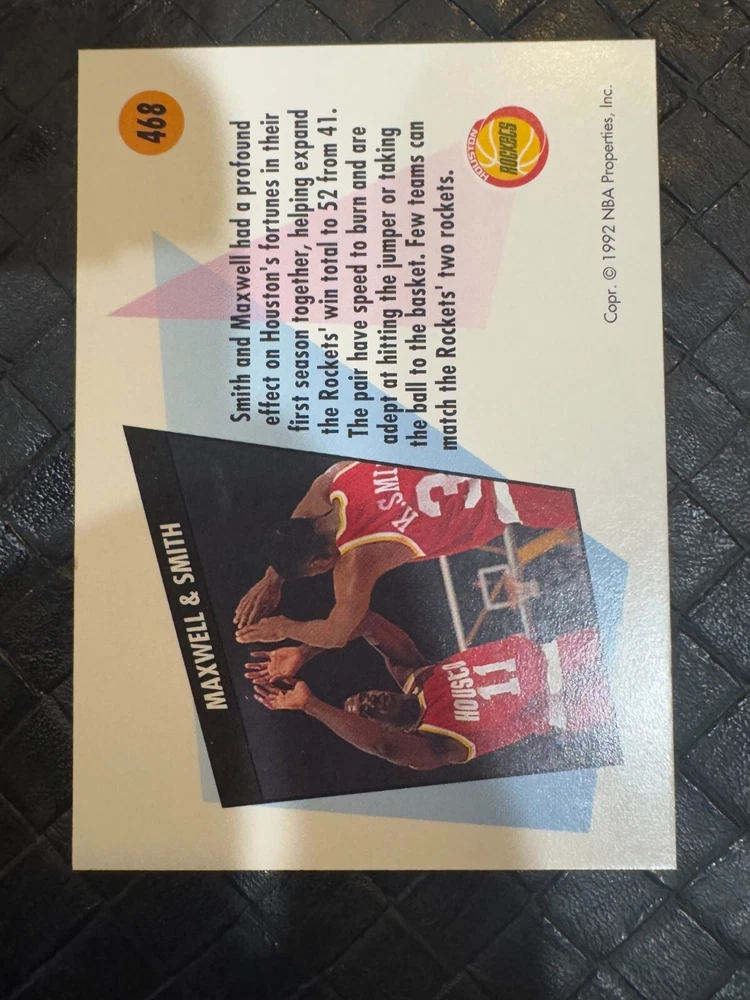 468
Smith and Maxwell had a profound
effect on Houston's fortunes in their
first season together, helping expand
the Rockets' win total to 52 from 41.
The pair have speed to burn and are
adept at hitting the jumper or taking
the ball to the basket. Few teams can
match the Rockets' two rockets.
MAXWELL & SMITH
K.SMI
3
HOUSTO
11
HOUSTON
ROCKETS
Copr. © 1992 NBA Properties, Inc.